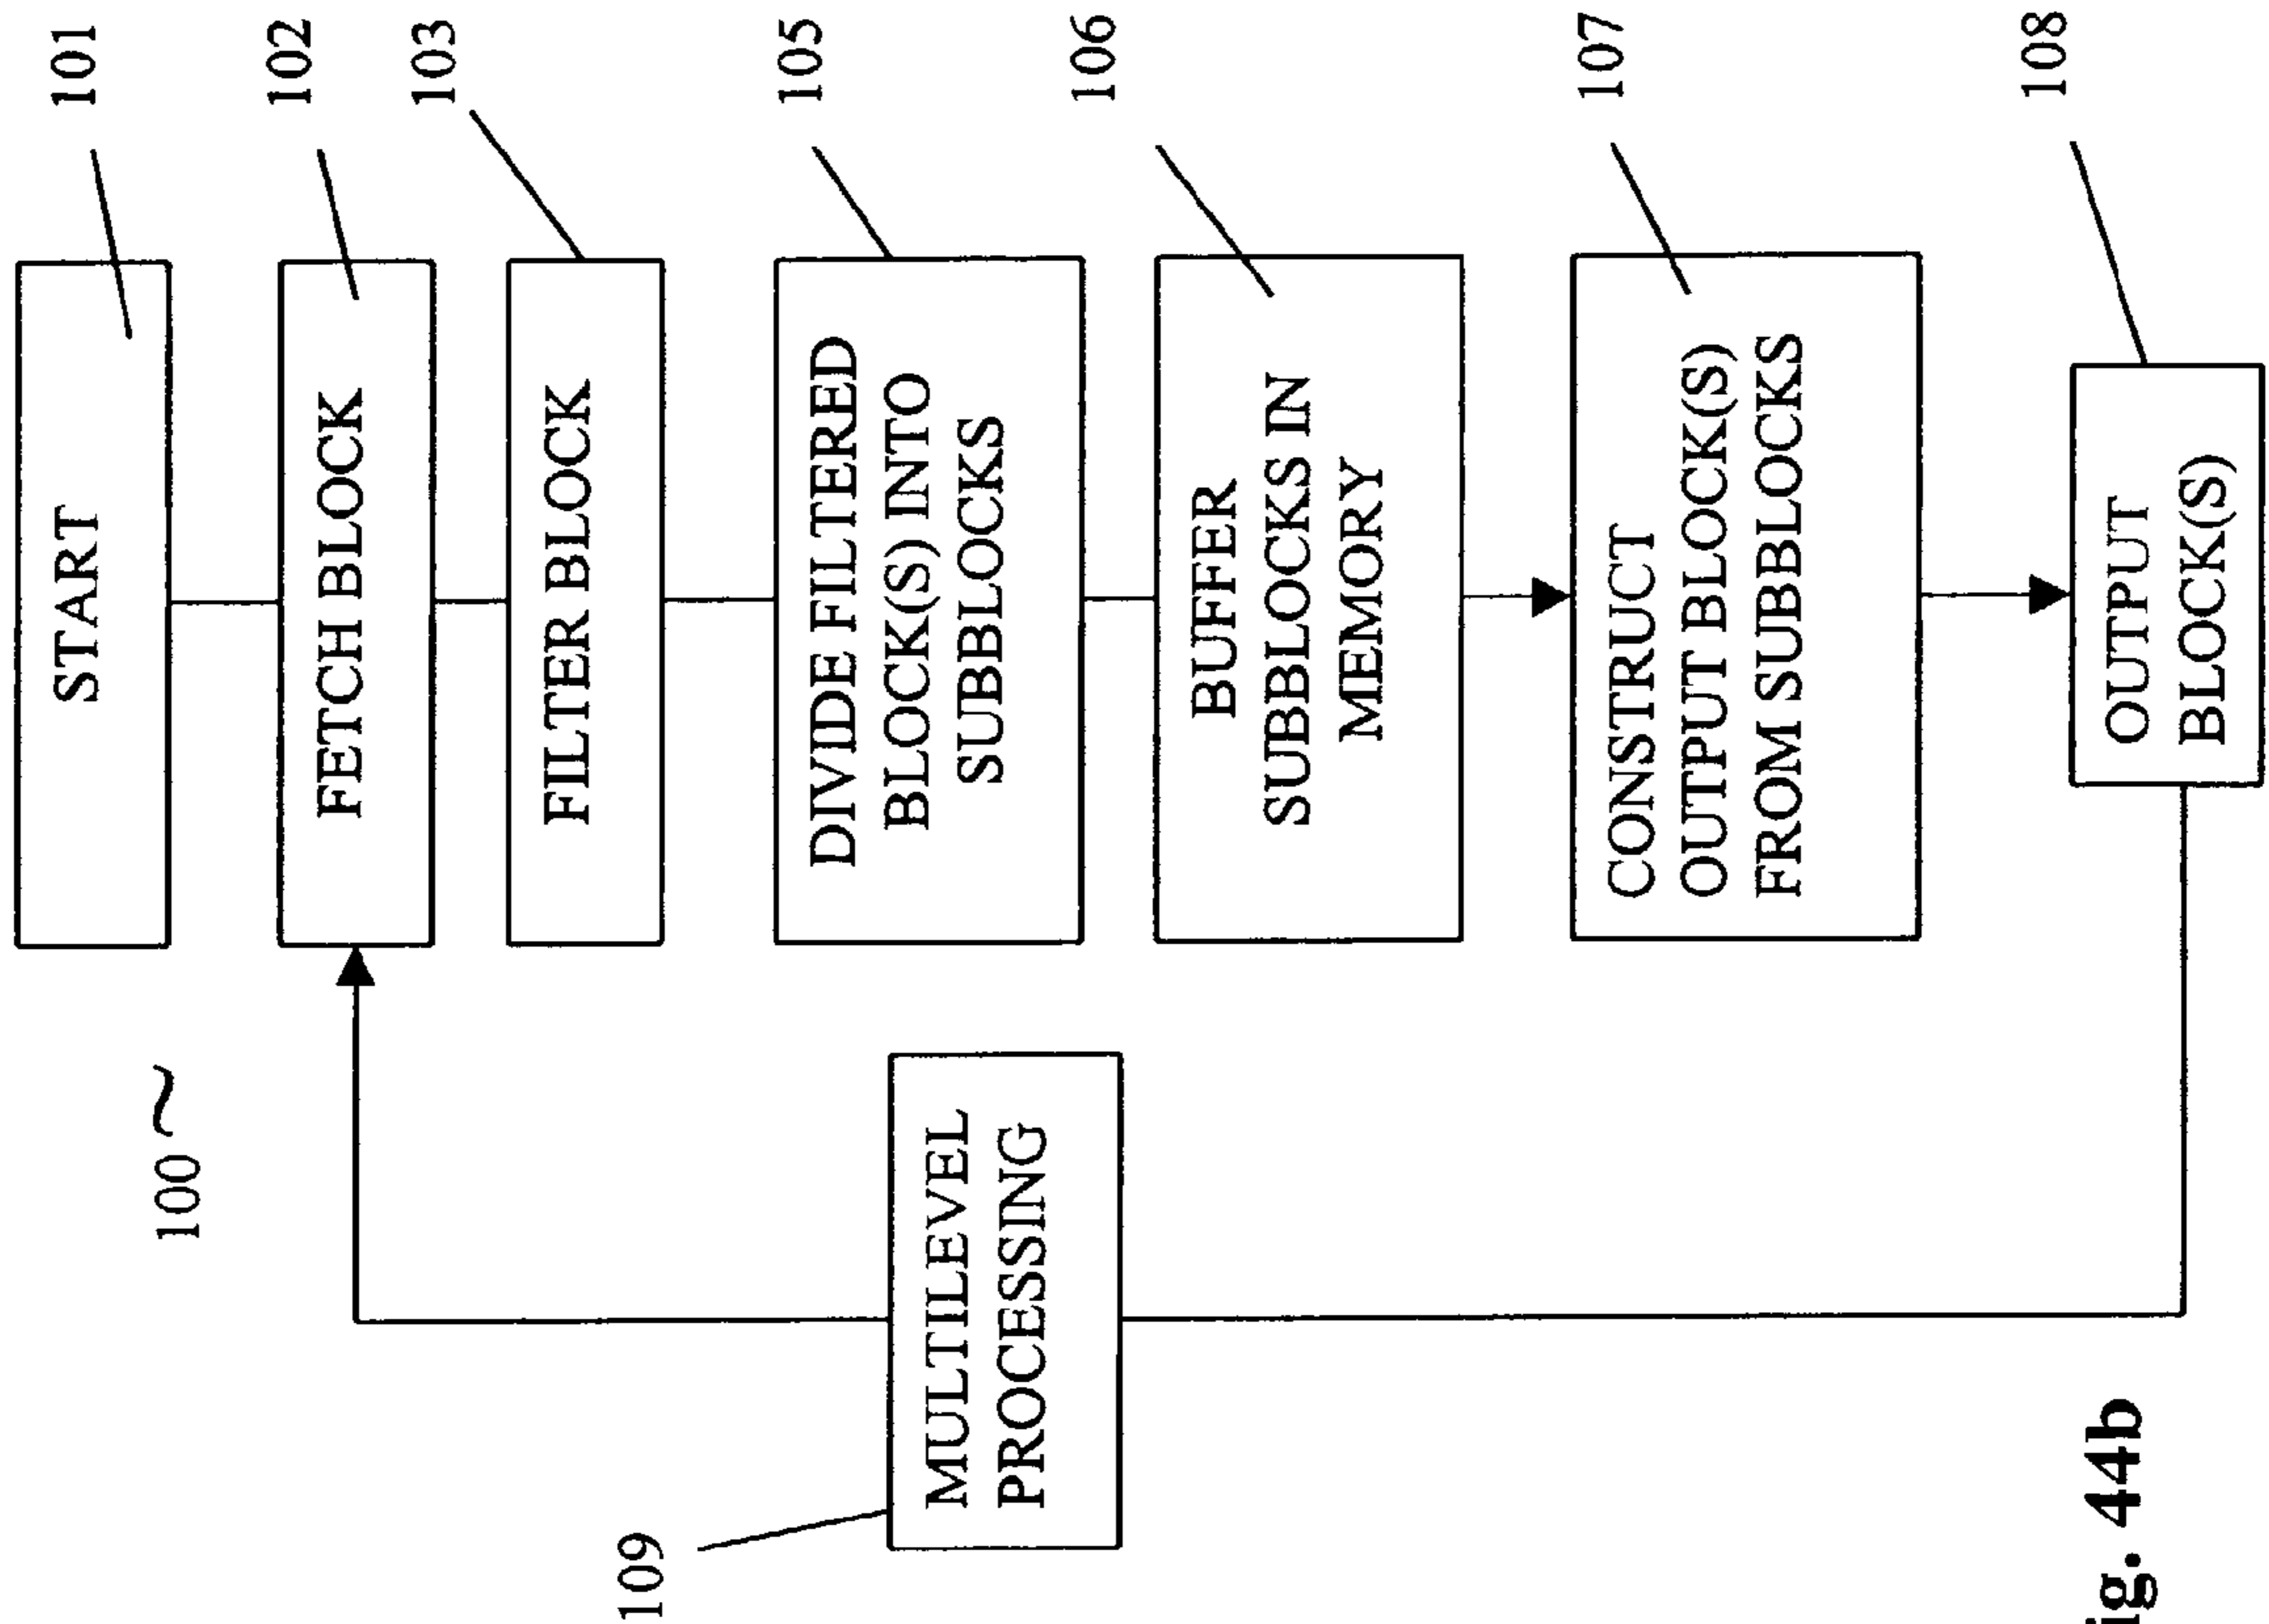 100
START
101
FETCH BLOCK
102
FILTER BLOCK
103
DIVIDE FILTERED
BLOCK(S) INTO
SUBBLOCKS
105
BUFFER
SUBBLOCKS IN
MEMORY
106
CONSTRUCT
OUTPUT BLOCK(S)
FROM SUBBLOCKS
107
OUTPUT
BLOCK(S)
108
MULTILEVEL
PROCESSING
109
ig. 44b